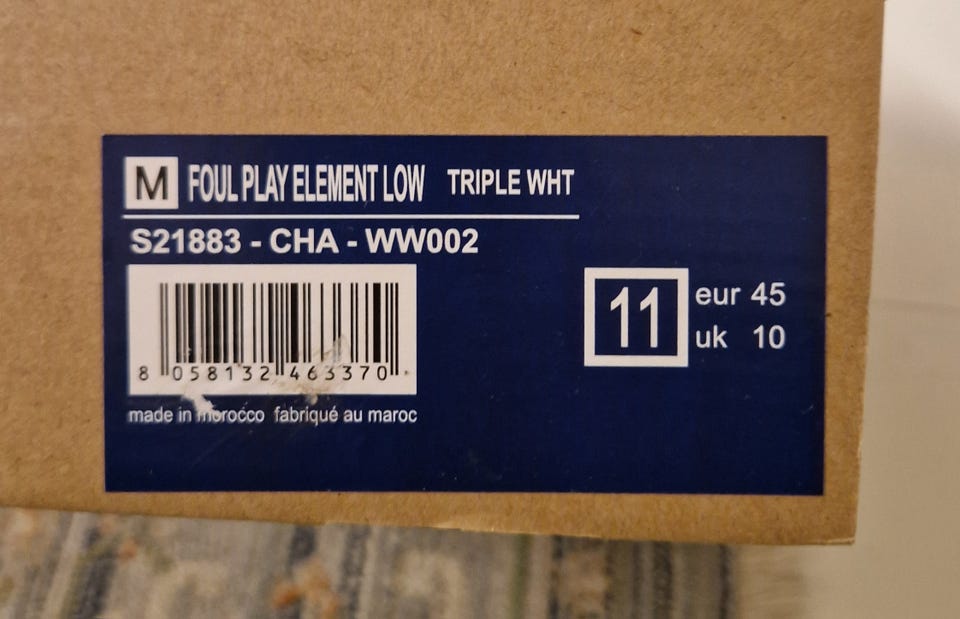 M FOUL PLAY ELEMENT LOW TRIPLE WHT
S21883 - CHA - WW002
11 eur 45
uk 10
8 058132 463370
made in morocco fabriqué au maroc